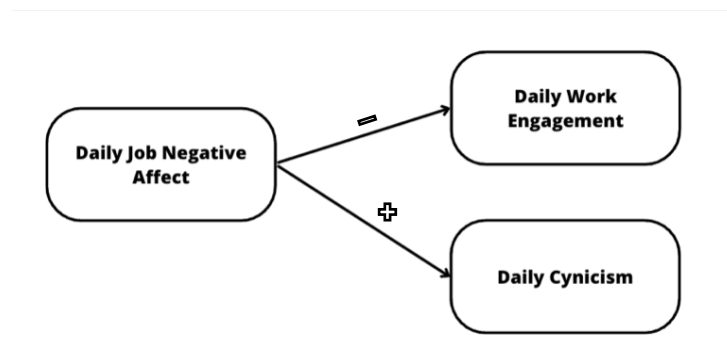 Daily Work
Engagement
Daily Job Negative
Affect
Daily Cynicism